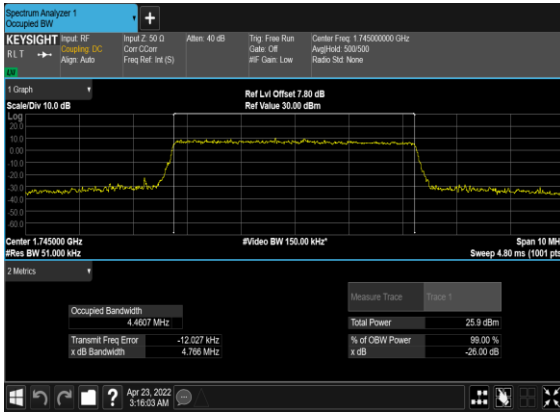 Spectrum Analyzer 1
Occupied BW
+
KEYSIGHT
RLT
Input: RF
Coupling: DC
Align: Auto
Input Z: 50 Ω
Corr CCorr
Freq Ref: Int (S)
Atten: 40 dB
Trig: Free Run
Gate: Off
#IF Gain: Low
Center Freq: 1.745000000 GHz
Avg|Hold: 500/500
Radio Std: None
LW
1 Graph
Scale/Div 10.0 dB
Ref Lvl Offset 7.80 dB
Ref Value 30.00 dBm
Log
20.0
10.0
0.00
-10.0
-20.0
-30.0
-40.0
-50.0
-60.0
Center 1.745000 GHz
#Res BW 51.000 kHz
#Video BW 150.00 kHz*
Span 10 MH
Sweep 4.80 ms (1001 pts
2 Metrics
Measure Trace
Trace 1
Occupied Bandwidth
4.4607 MHz
Total Power
25.9 dBm
Transmit Freq Error
-12.027 kHz
% of OBW Power
99.00 %
x dB Bandwidth
4.766 MHz
x dB
-26.00 dB
?
Apr 23, 2022
3:16:03 AM